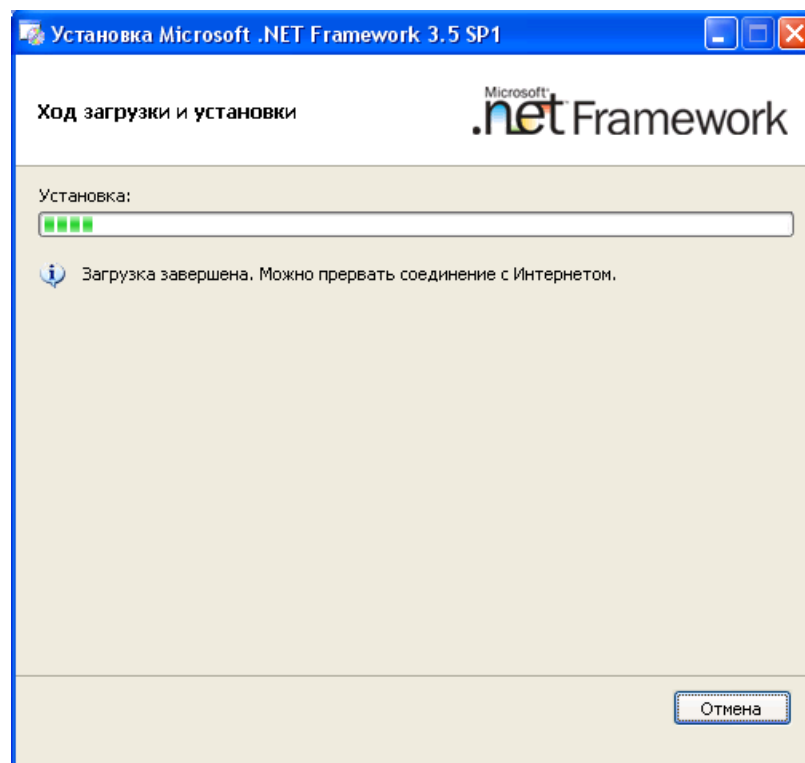 Установка Microsoft .NET Framework 3.5 SP1
Ход загрузки и установки
Microsoft
.net Framework
Установка:
Загрузка завершена. Можно прервать соединение с Интернетом.
Отмена